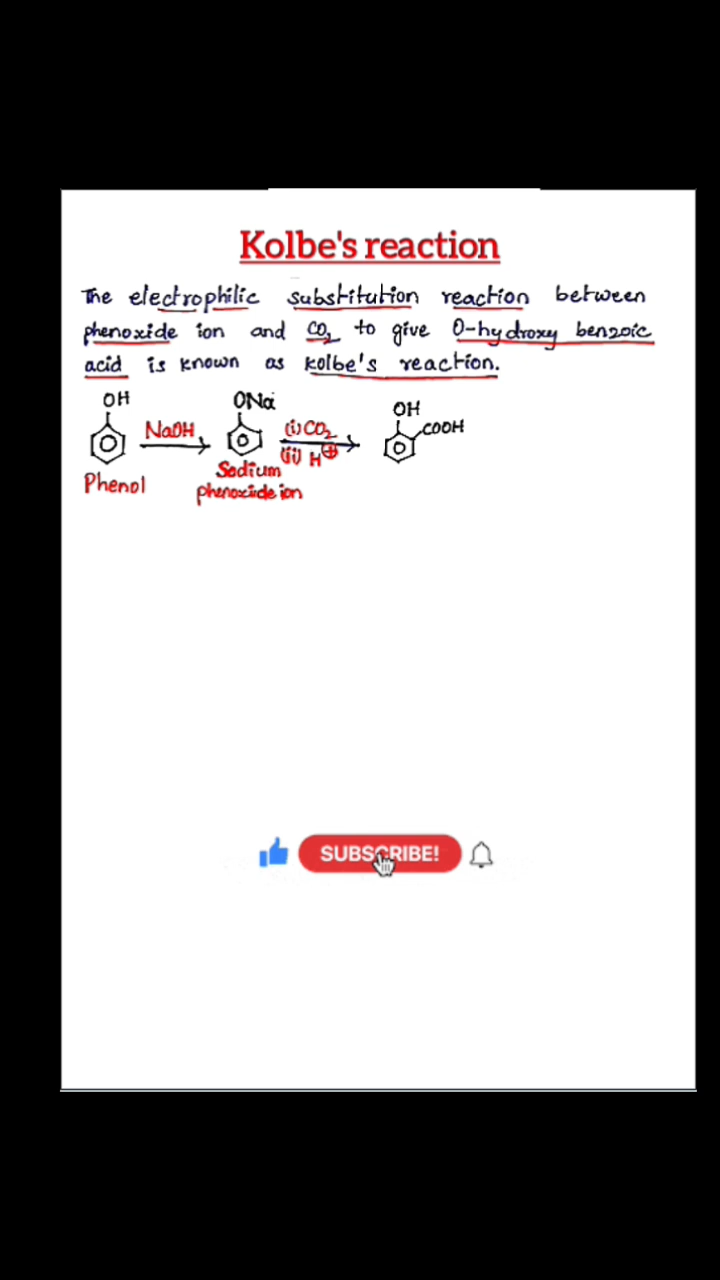 Kolbe's reaction
The electrophilic substitution reaction between
phenoxide ion and CO₂ to give O-hydroxy benzoic
acid is known as kolbe's reaction.
OH
ONa
OH
NaOH
(i) CO₂
COOH
(ii) H⊕
Phenol
Sodium
phenoxide ion
SUBSCRIBE!